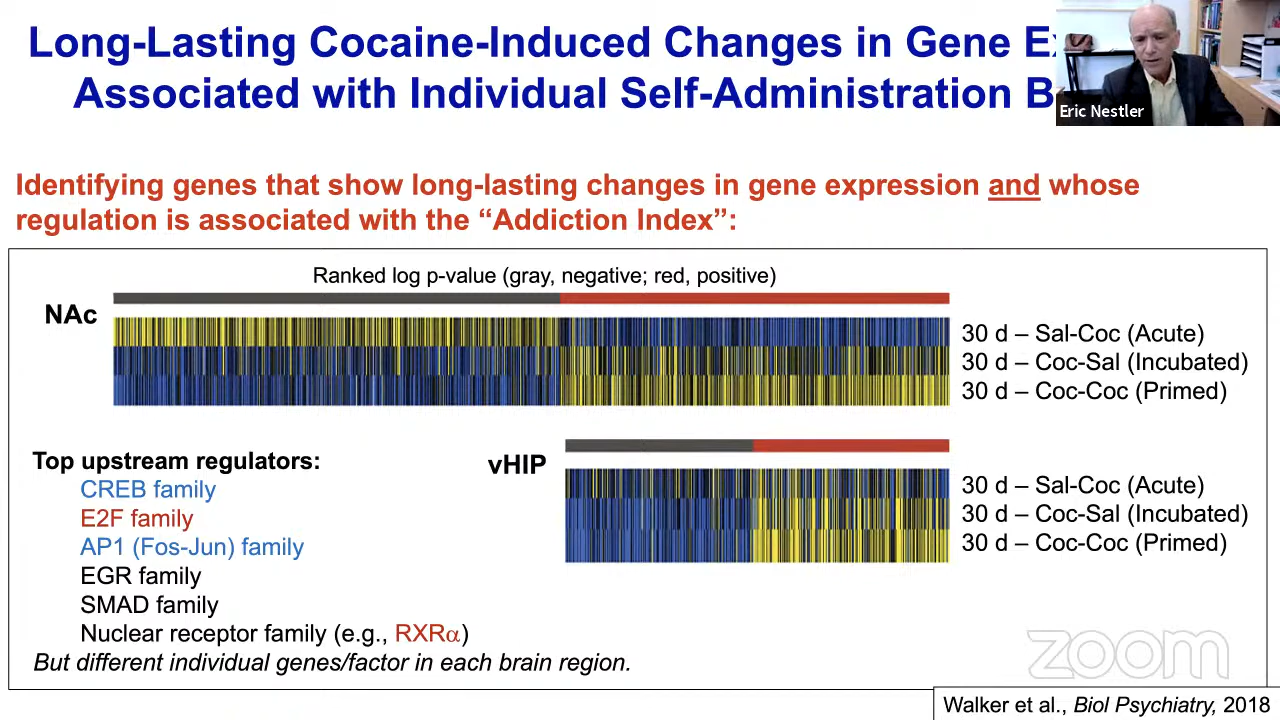 Long-Lasting Cocaine-Induced Changes in Gene
Associated with Individual Self-Administration
Eric Nestler
Identifying genes that show long-lasting changes in gene expression and whose
regulation is associated with the “Addiction Index”:
Ranked log p-value (gray, negative; red, positive)
NAc
30 d – Sal-Coc (Acute)
30 d – Coc-Sal (Incubated)
30 d – Coc-Coc (Primed)
vHIP
30 d – Sal-Coc (Acute)
30 d – Coc-Sal (Incubated)
30 d – Coc-Coc (Primed)
Top upstream regulators:
CREB family
E2F family
AP1 (Fos-Jun) family
EGR family
SMAD family
Nuclear receptor family (e.g., RXRα)
But different individual genes/factor in each brain region.
zoom
Walker et al., Biol Psychiatry, 2018